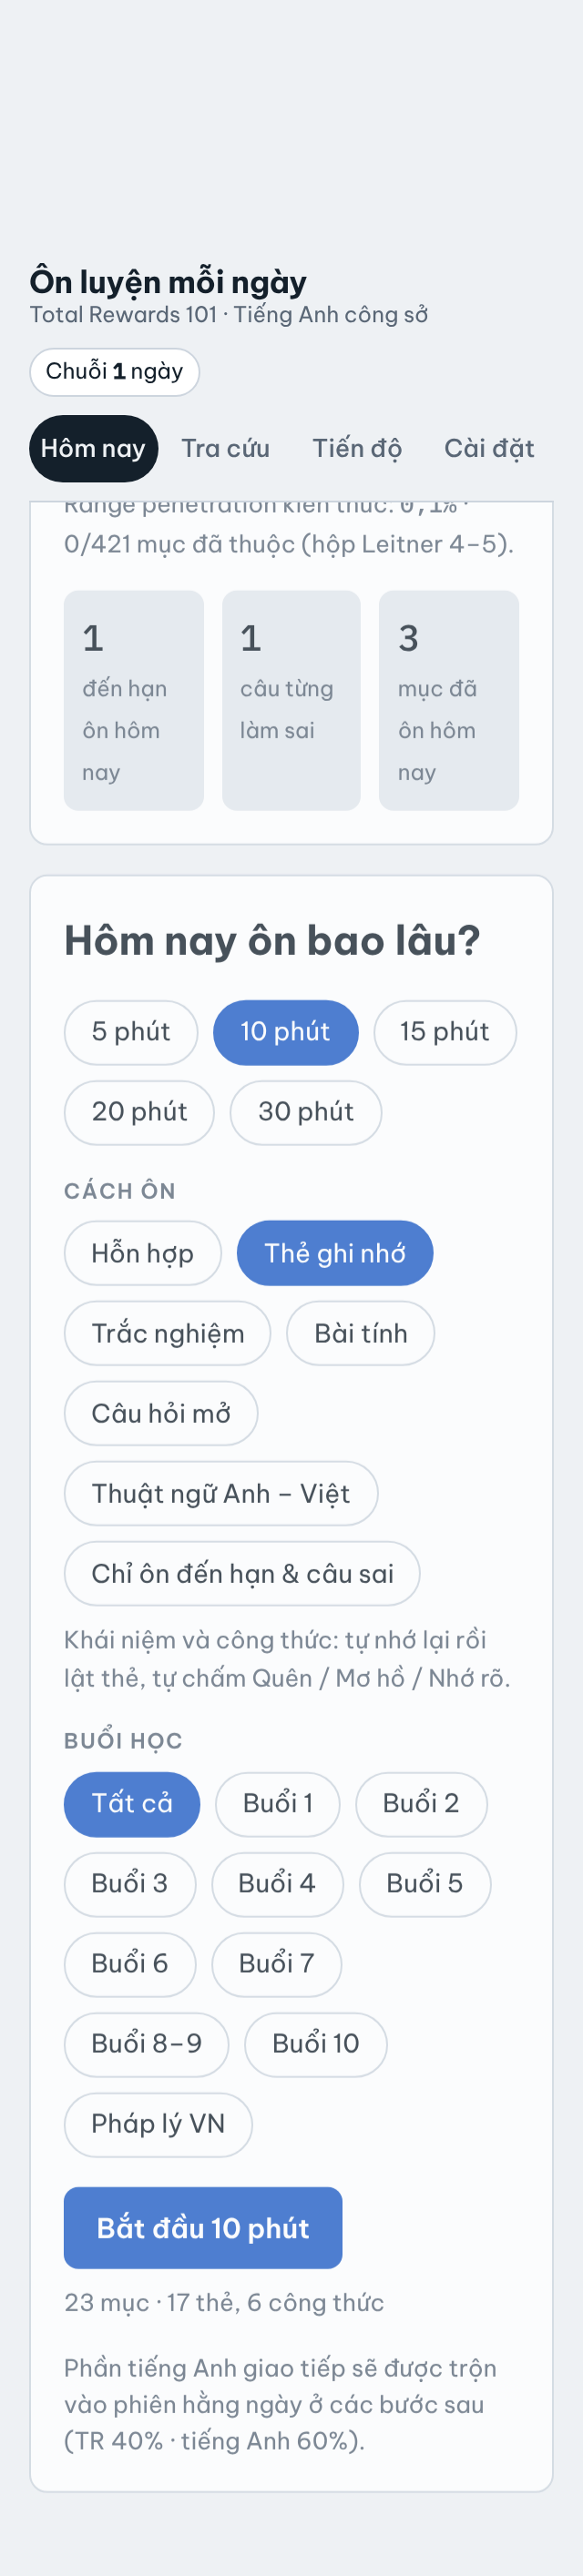 Ôn luyện mỗi ngày
Total Rewards 101 · Tiếng Anh công sở
Chuỗi 1 ngày
Hôm nay Tra cứu Tiến độ Cài đặt
Range penetration kiến thức: 0,1% ·
0/421 mục đã thuộc (hộp Leitner 4–5).
1 1 3
đến hạn câu từng mục đã
ôn hôm làm sai ôn hôm
nay nay
Hôm nay ôn bao lâu?
5 phút 10 phút 15 phút
20 phút 30 phút
CÁCH ÔN
Hỗn hợp Thẻ ghi nhớ
Trắc nghiệm Bài tính
Câu hỏi mở
Thuật ngữ Anh – Việt
Chỉ ôn đến hạn & câu sai
Khái niệm và công thức: tự nhớ lại rồi
lật thẻ, tự chấm Quên / Mơ hồ / Nhớ rõ.
BUỔI HỌC
Tất cả Buổi 1 Buổi 2
Buổi 3 Buổi 4 Buổi 5
Buổi 6 Buổi 7
Buổi 8–9 Buổi 10
Pháp lý VN
Bắt đầu 10 phút
23 mục · 17 thẻ, 6 công thức
Phần tiếng Anh giao tiếp sẽ được trộn
vào phiên hằng ngày ở các bước sau
(TR 40% · tiếng Anh 60%).